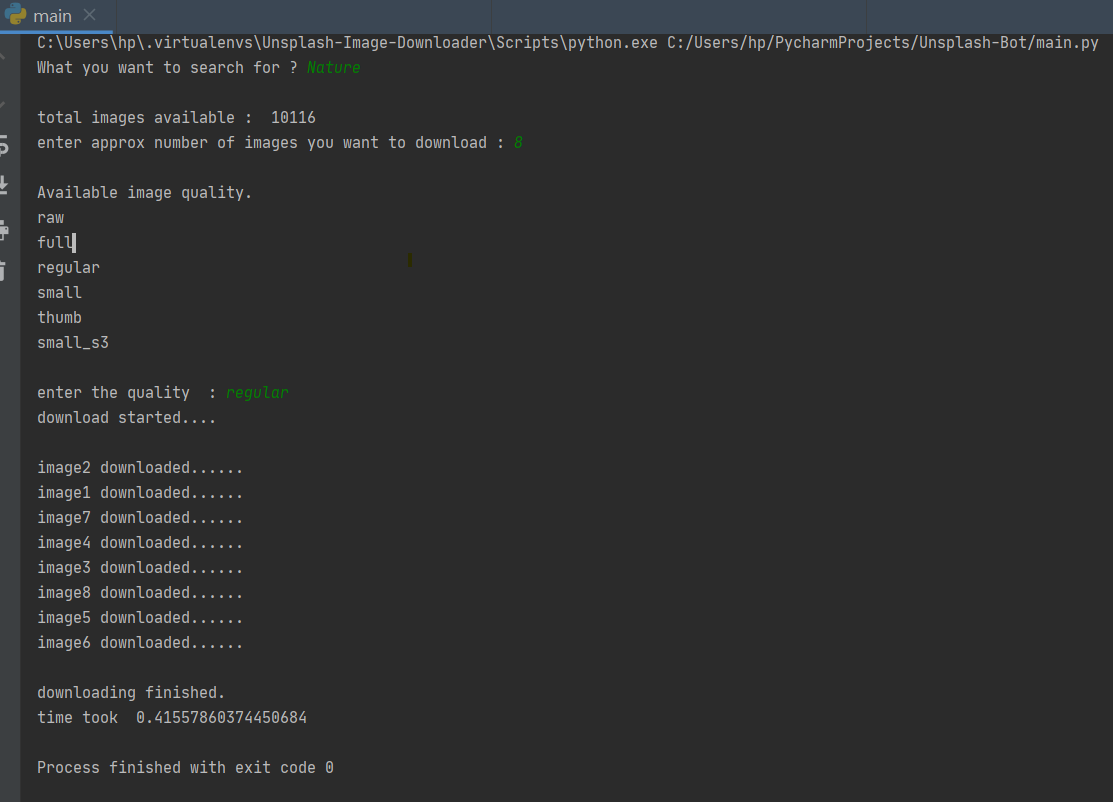 main
C:\Users\hp\.virtualenvs\Unsplash-Image-Downloader\Scripts\python.exe C:/Users/hp/PycharmProjects/Unsplash-Bot/main.py
What you want to search for ? Nature
total images available :  10116
enter approx number of images you want to download : 8
Available image quality.
raw
full
regular
small
thumb
small_s3
enter the quality  : regular
download started....
image2 downloaded......
image1 downloaded......
image7 downloaded......
image4 downloaded......
image3 downloaded......
image8 downloaded......
image5 downloaded......
image6 downloaded......
downloading finished.
time took  0.41557860374450684
Process finished with exit code 0